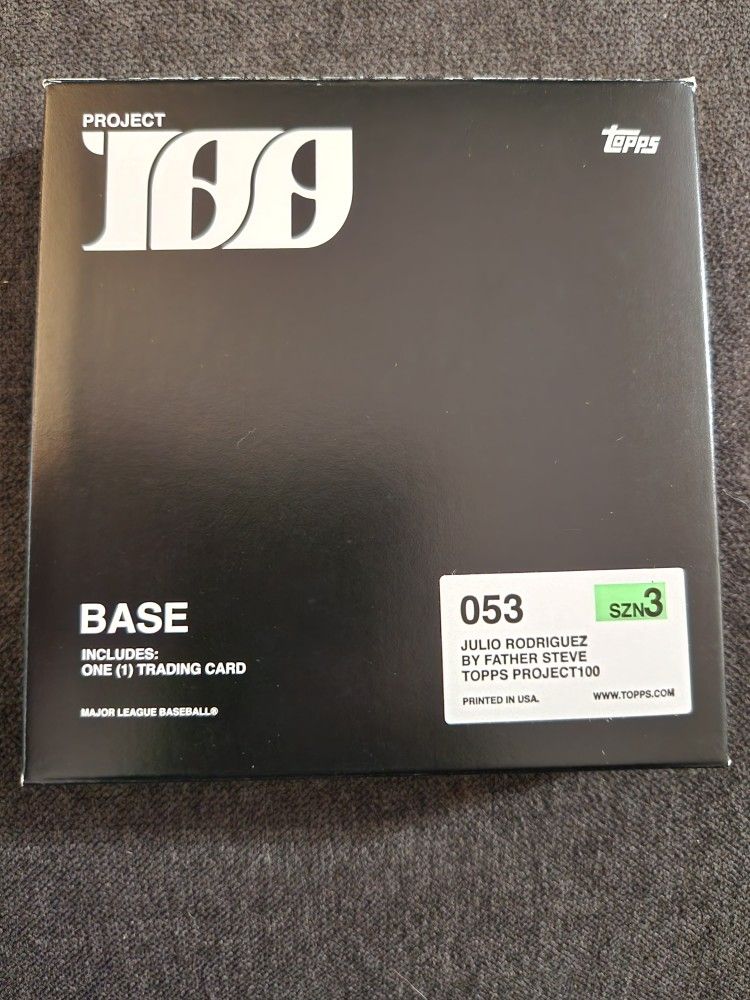 PROJECT
100
TOPPS
BASE
INCLUDES:
ONE (1) TRADING CARD
MAJOR LEAGUE BASEBALL®
053
SZN3
JULIO RODRIGUEZ
BY FATHER STEVE
TOPPS PROJECT100
PRINTED IN USA.
WWW.TOPPS.COM